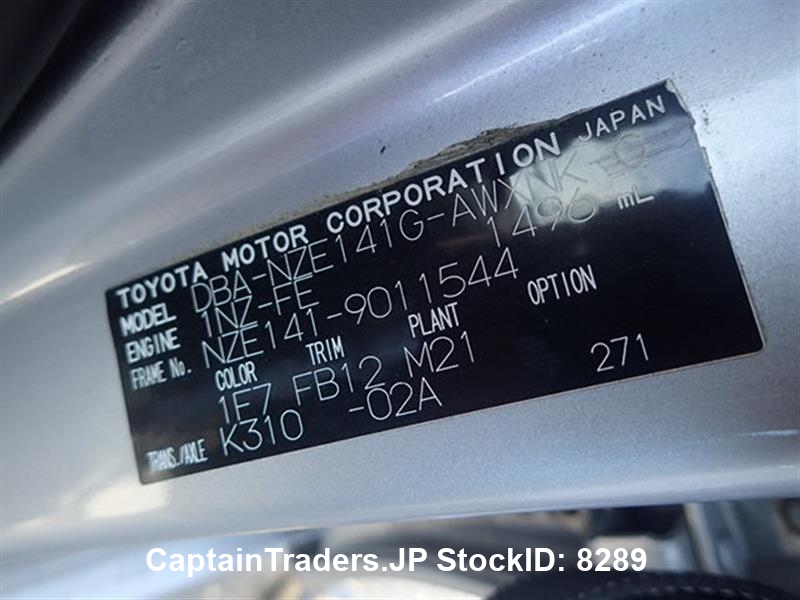 TOYOTA MOTOR CORPORATION JAPAN
MODEL DBA-NZE141G-AWXNK
ENGINE 1NZ-FE 1496 mL
FRAME No. NZE141-9011544
COLOR TRIM PLANT OPTION
1F7 FB12 M21
TRANS./AXLE K310 -02A 271
CaptainTraders.JP StockID: 8289